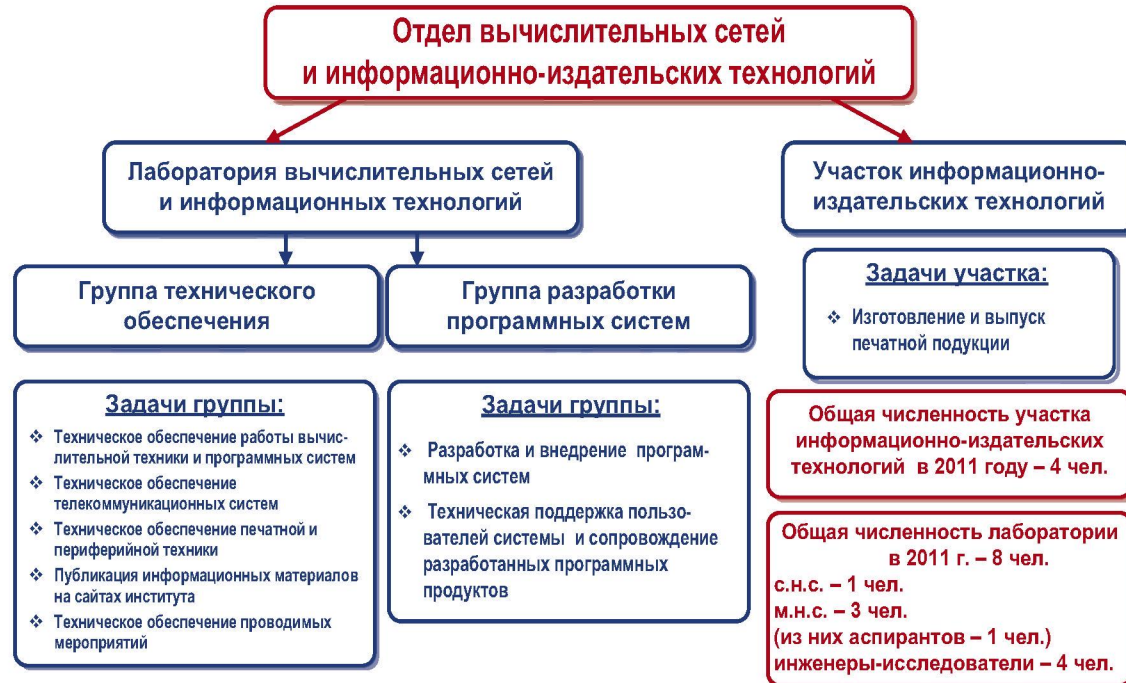 Отдел вычислительных сетей
и информационно-издательских технологий
Лаборатория вычислительных сетей
и информационных технологий
Участок информационно-
издательских технологий
Группа технического
обеспечения
Группа разработки
программных систем
Задачи участка:
❖ Изготовление и выпуск
печатной подукции
Задачи группы:
❖ Техническое обеспечение работы вычис-
лительной техники и программных систем
❖ Техническое обеспечение
телекоммуникационных систем
❖ Техническое обеспечение печатной и
периферийной техники
❖ Публикация информационных материалов
на сайтах института
❖ Техническое обеспечение проводимых
мероприятий
Задачи группы:
❖ Разработка и внедрение програм-
мных систем
❖ Техническая поддержка пользо-
вателей системы и сопровождение
разработанных программных
продуктов
Общая численность участка
информационно-издательских
технологий в 2011 году – 4 чел.
Общая численность лаборатории
в 2011 г. – 8 чел.
с.н.с. – 1 чел.
м.н.с. – 3 чел.
(из них аспирантов – 1 чел.)
инженеры-исследователи – 4 чел.